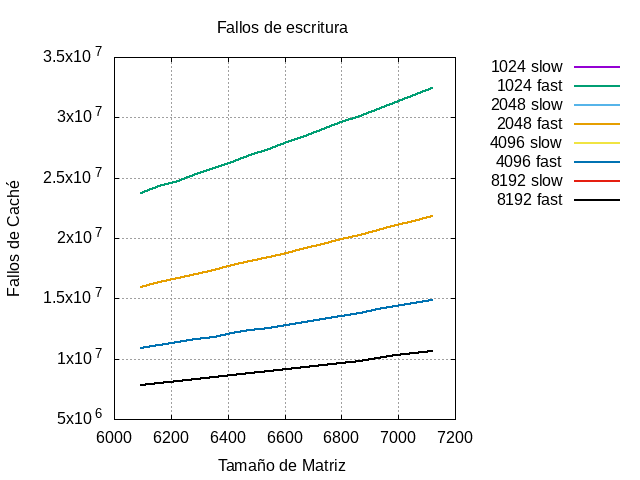 Fallos de escritura
3.5x10^7
3x10^7
2.5x10^7
2x10^7
1.5x10^7
1x10^7
5x10^6
6000 6200 6400 6600 6800 7000 7200
Fallos de Caché
Tamaño de Matriz
1024 slow
1024 fast
2048 slow
2048 fast
4096 slow
4096 fast
8192 slow
8192 fast